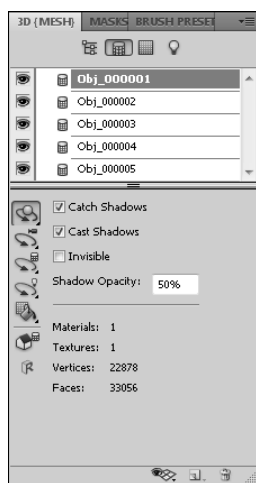 3D {MESH} MASKS BRUSH PRESET
Obj_000001
Obj_000002
Obj_000003
Obj_000004
Obj_000005
Catch Shadows
Cast Shadows
Invisible
Shadow Opacity: 50%
Materials: 1
Textures: 1
Vertices: 22878
Faces: 33056